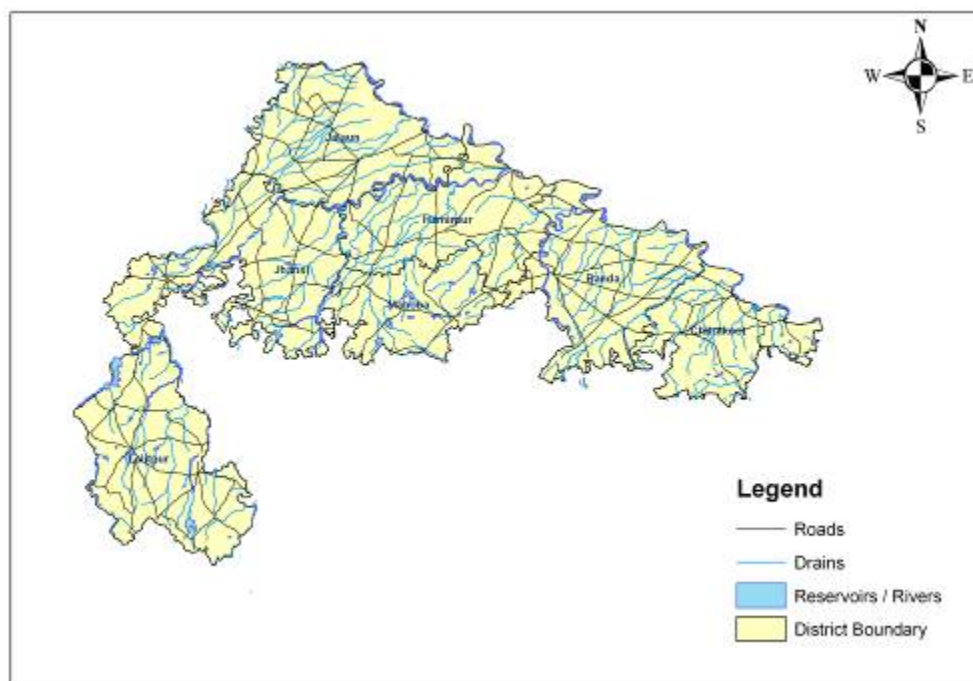 N
W E
S
Jalaun
Hamirpur
Jhansi
Banda
Mahoba
Chitrakoot
Lalitpur
Legend
Roads
Drains
Reservoirs / Rivers
District Boundary